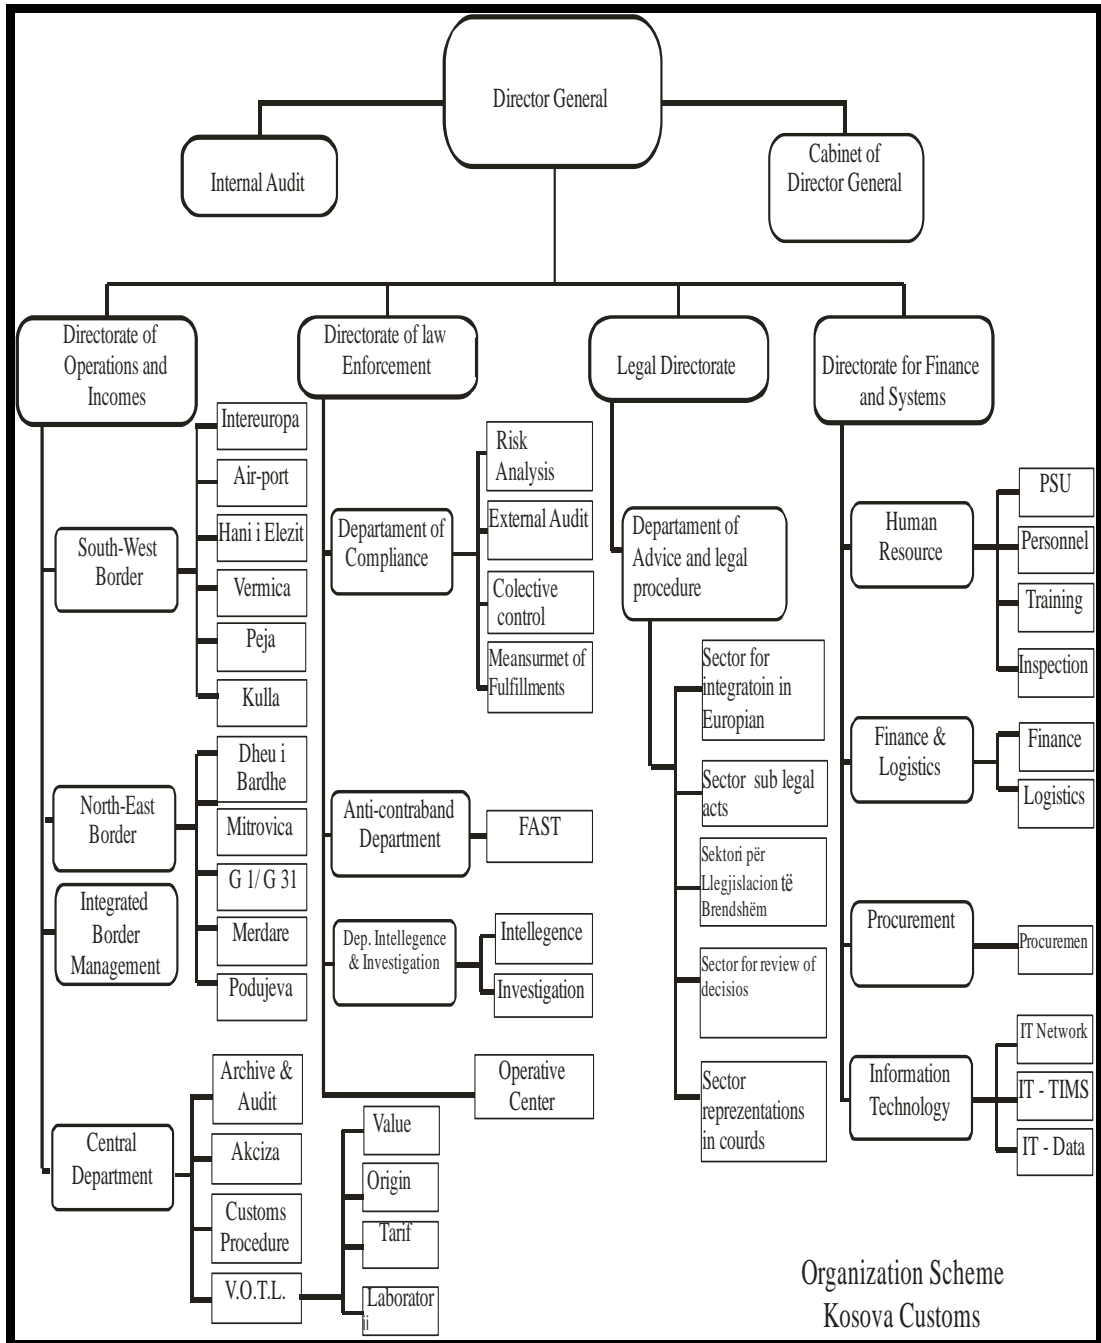 Director General
Internal Audit
Cabinet of
Director General
Directorate of
Operations and
Incomes
Directorate of law
Enforcement
Legal Directorate
Directorate for Finance
and Systems
South-West
Border
Intereuropa
Air-port
Hani i Elezit
Vermica
Peja
Kulla
North-East
Border
Dheu i
Bardhe
Mitrovica
G 1/ G 31
Merdare
Podujeva
Integrated
Border
Management
Central
Department
Archive &
Audit
Akciza
Customs
Procedure
V.O.T.L.
Value
Origin
Tarif
Laborator
ii
Departament of
Compliance
Risk
Analysis
External Audit
Colective
control
Meansurmet of
Fulfillments
Anti-contraband
Department
FAST
Dep. Intellegence
& Investigation
Intellegence
Investigation
Operative
Center
Departament of
Advice and legal
procedure
Sector for
integratoin in
Europian
Sector sub legal
acts
Sektori për
Llegjislacion të
Brendshëm
Sector for review of
decisios
Sector
reprezentations
in courds
Human
Resource
PSU
Personnel
Training
Inspection
Finance &
Logistics
Finance
Logistics
Procurement
Procuremen
Information
Technology
IT Network
IT - TIMS
IT - Data
Organization Scheme
Kosova Customs